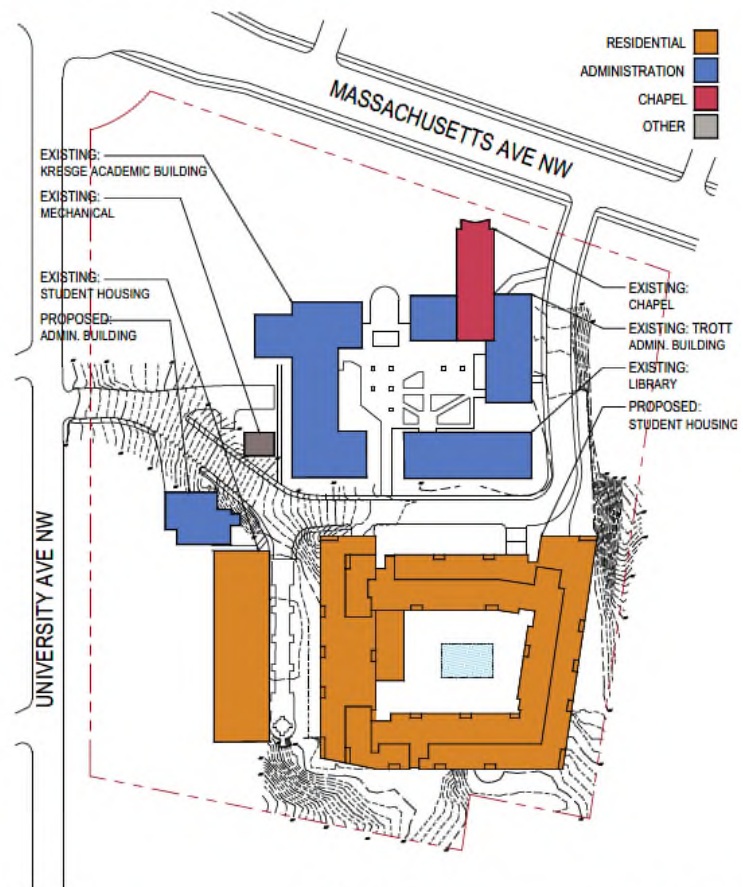 RESIDENTIAL
ADMINISTRATION
CHAPEL
OTHER
MASSACHUSETTS AVE NW
EXISTING:
KRESGE ACADEMIC BUILDING
EXISTING:
MECHANICAL
EXISTING:
STUDENT HOUSING
PROPOSED:
ADMIN. BUILDING
EXISTING:
CHAPEL
EXISTING: TROTT
ADMIN. BUILDING
EXISTING:
LIBRARY
PROPOSED:
STUDENT HOUSING
UNIVERSITY AVE NW